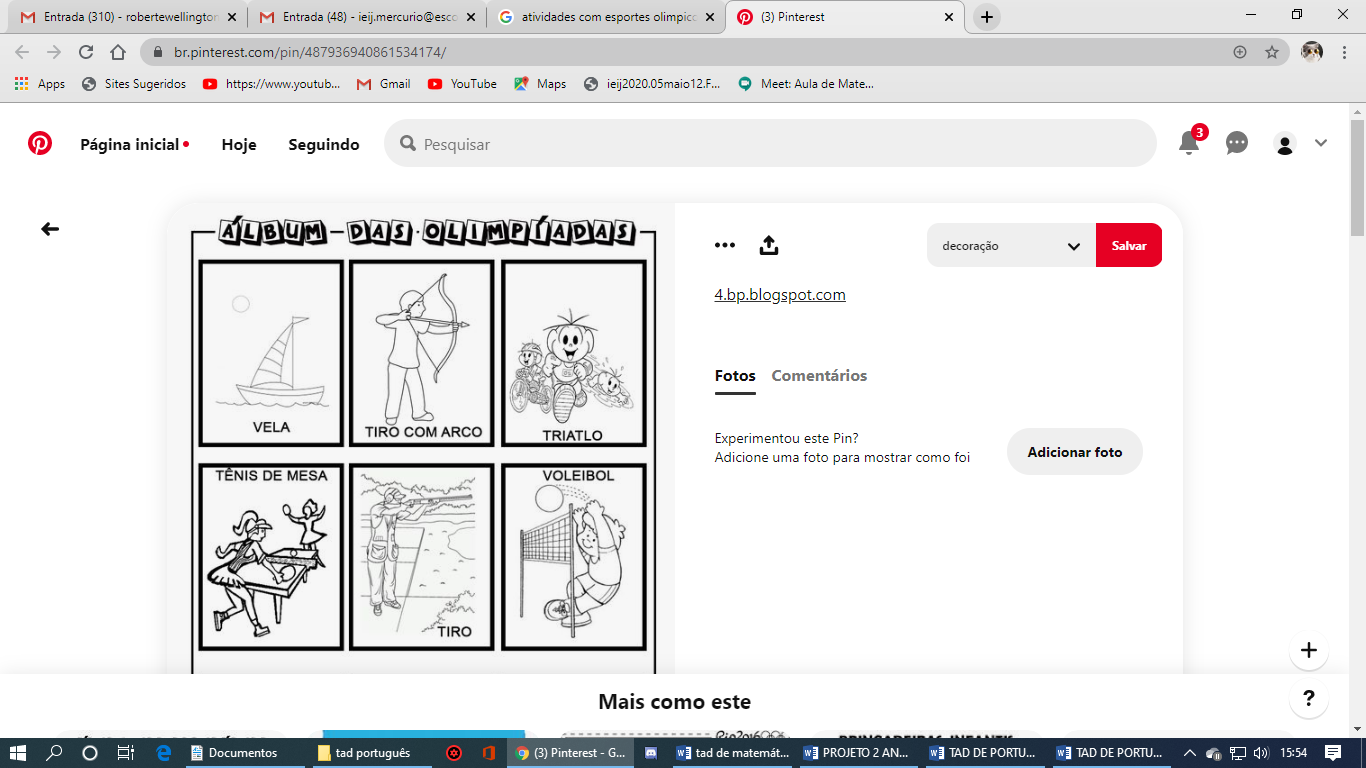 Entrada (310) - robertewellington
Entrada (48) - ieij.mercurio@esco
atividades com esportes olimpico
(3) Pinterest
br.pinterest.com/pin/487936940861534174/
Apps
Sites Sugeridos
https://www.youtub...
Gmail
YouTube
Maps
ieij2020.05maio12.F...
Meet: Aula de Mate...
Página inicial
Hoje
Seguindo
Pesquisar
3
ÁLBUM DAS OLIMPÍADAS
VELA
TIRO COM ARCO
TRIATLO
TÊNIS DE MESA
TIRO
VOLEIBOL
decoração
Salvar
4.bp.blogspot.com
Fotos
Comentários
Experimentou este Pin?
Adicione uma foto para mostrar como foi
Adicionar foto
Mais como este
?
Documentos
tad português
(3) Pinterest - G...
tad de matemát...
PROJETO 2 AN...
TAD DE PORTU...
TAD DE PORTU...
15:54